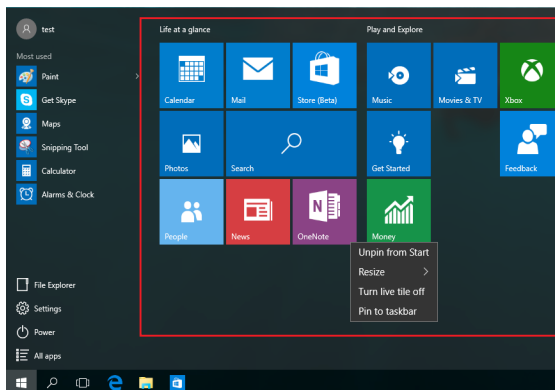 test
Most used
Paint
Get Skype
Maps
Snipping Tool
Calculator
Alarms & Clock
File Explorer
Settings
Power
All apps
Life at a glance
Play and Explore
Calendar
Mail
Store (Beta)
Music
Movies & TV
Xbox
Photos
Search
Get Started
Feedback
People
News
OneNote
Money
Unpin from Start
Resize
Turn live tile off
Pin to taskbar